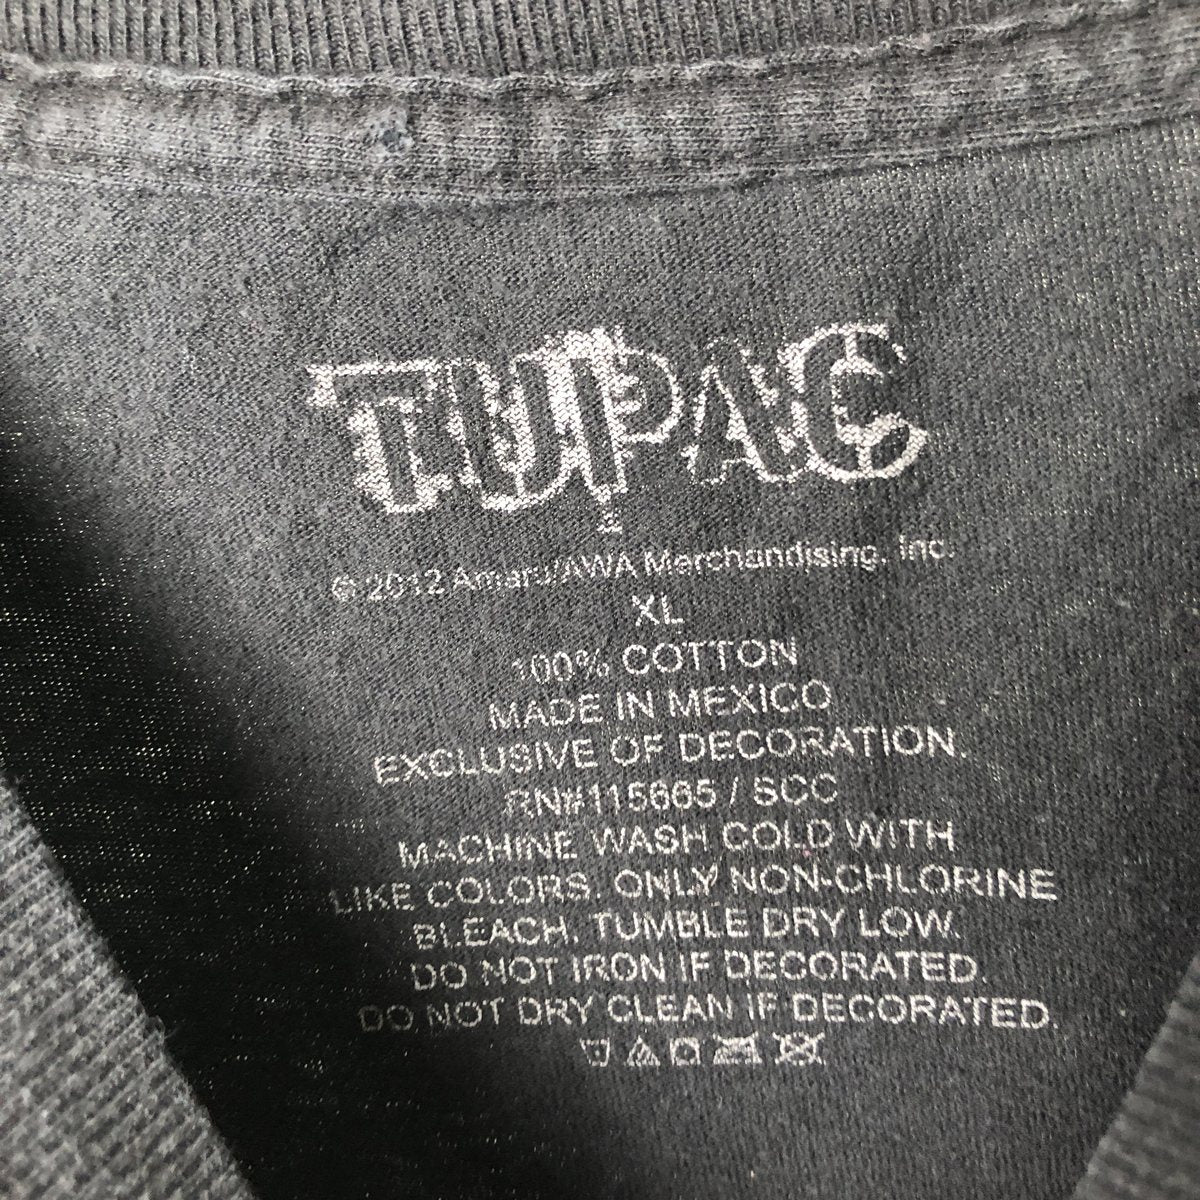 TUPAC
© 2012 Amaru/AWA Merchandising, Inc.
XL
100% COTTON
MADE IN MEXICO
EXCLUSIVE OF DECORATION.
RN#115665 / SCC
MACHINE WASH COLD WITH
LIKE COLORS. ONLY NON-CHLORINE
BLEACH. TUMBLE DRY LOW.
DO NOT IRON IF DECORATED.
DO NOT DRY CLEAN IF DECORATED.